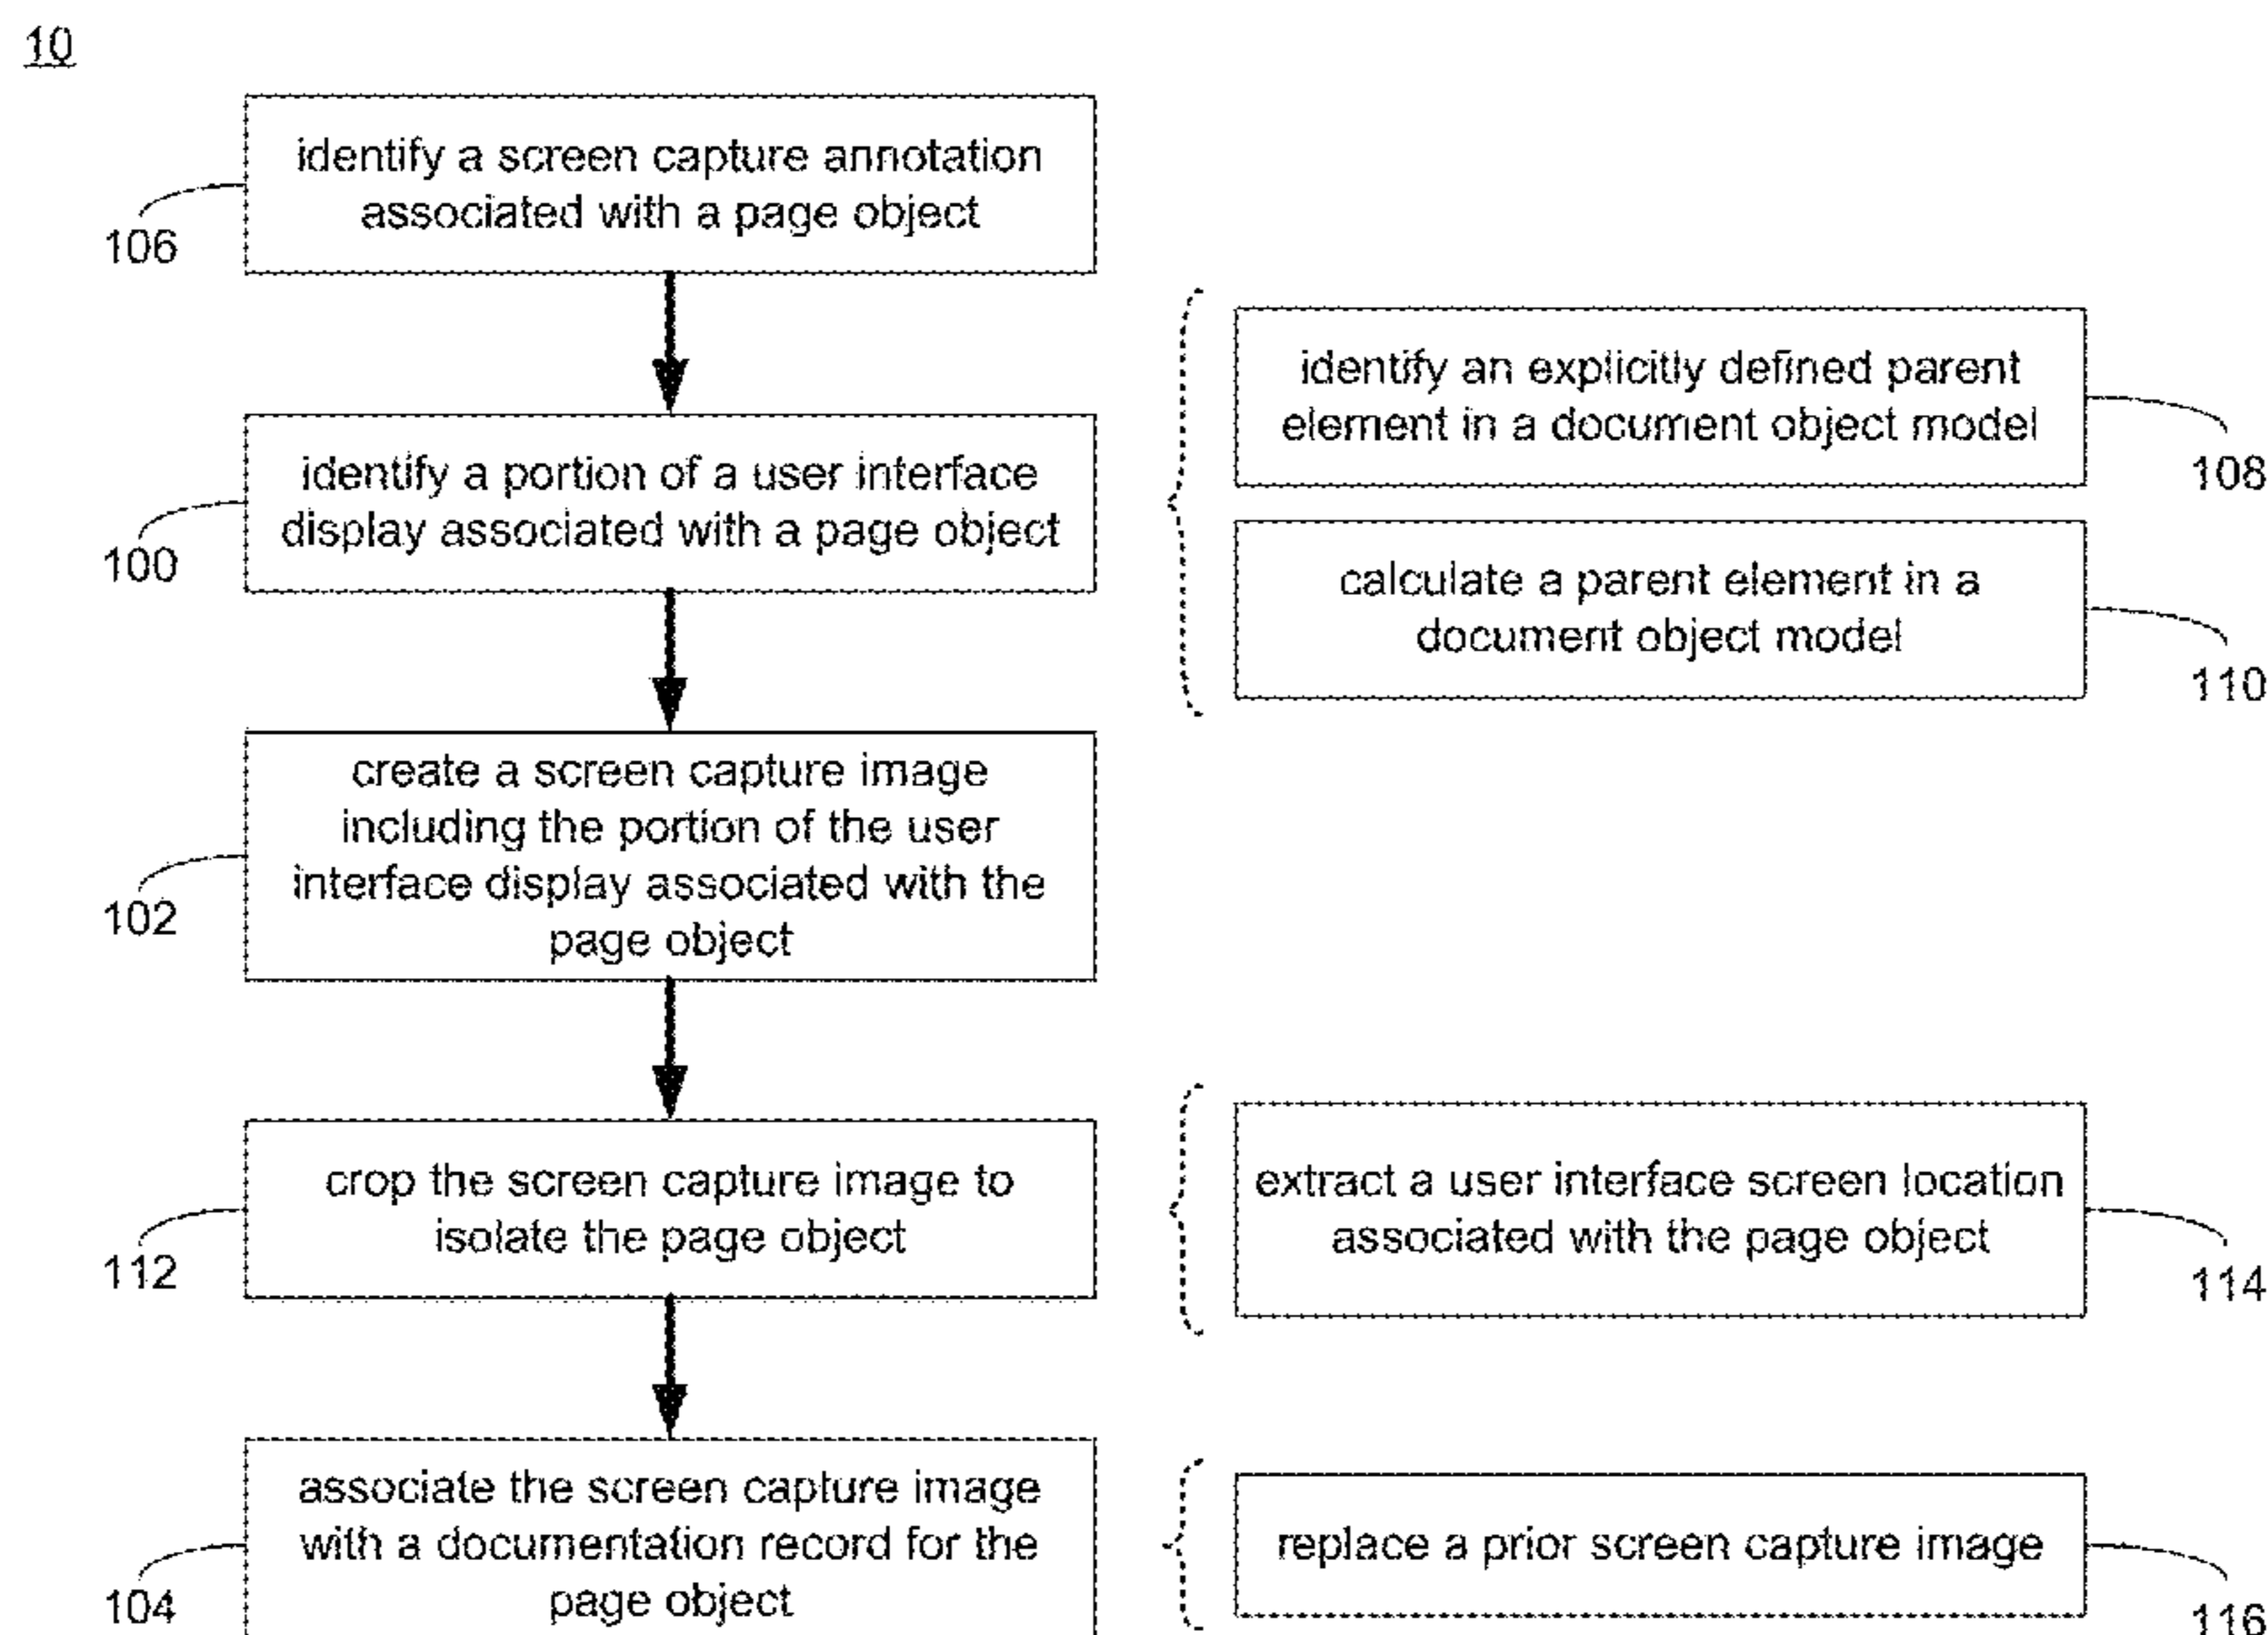 10
identify a screen capture annotation
associated with a page object
106
identify an explicitly defined parent
element in a document object model
108
identify a portion of a user interface
display associated with a page object
100
calculate a parent element in a
document object model
110
create a screen capture image
including the portion of the user
interface display associated with the
page object
102
crop the screen capture image to
isolate the page object
112
extract a user interface screen location
associated with the page object
114
associate the screen capture image
with a documentation record for the
page object
104
replace a prior screen capture image
116